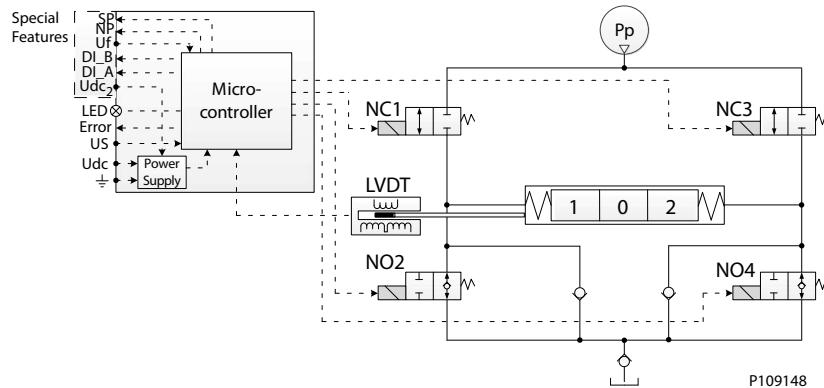 Special
Features
SP
NP
Uf
DI_B
DI_A
Udc2
LED
Error
US
Udc
Micro-
controller
Power
Supply
Pp
NC1
NC3
LVDT
1 0 2
NO2
NO4
P109148